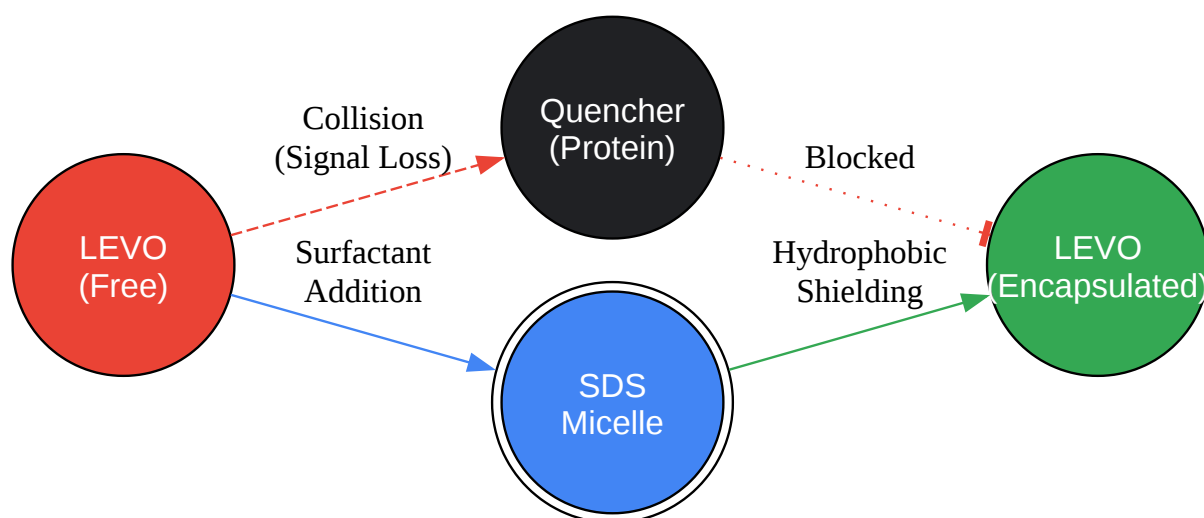 Quencher
(Protein)
Collision
(Signal Loss)
Blocked
LEVO
(Free)
Surfactant
Addition
Hydrophobic
Shielding
LEVO
(Encapsulated)
SDS
Micelle